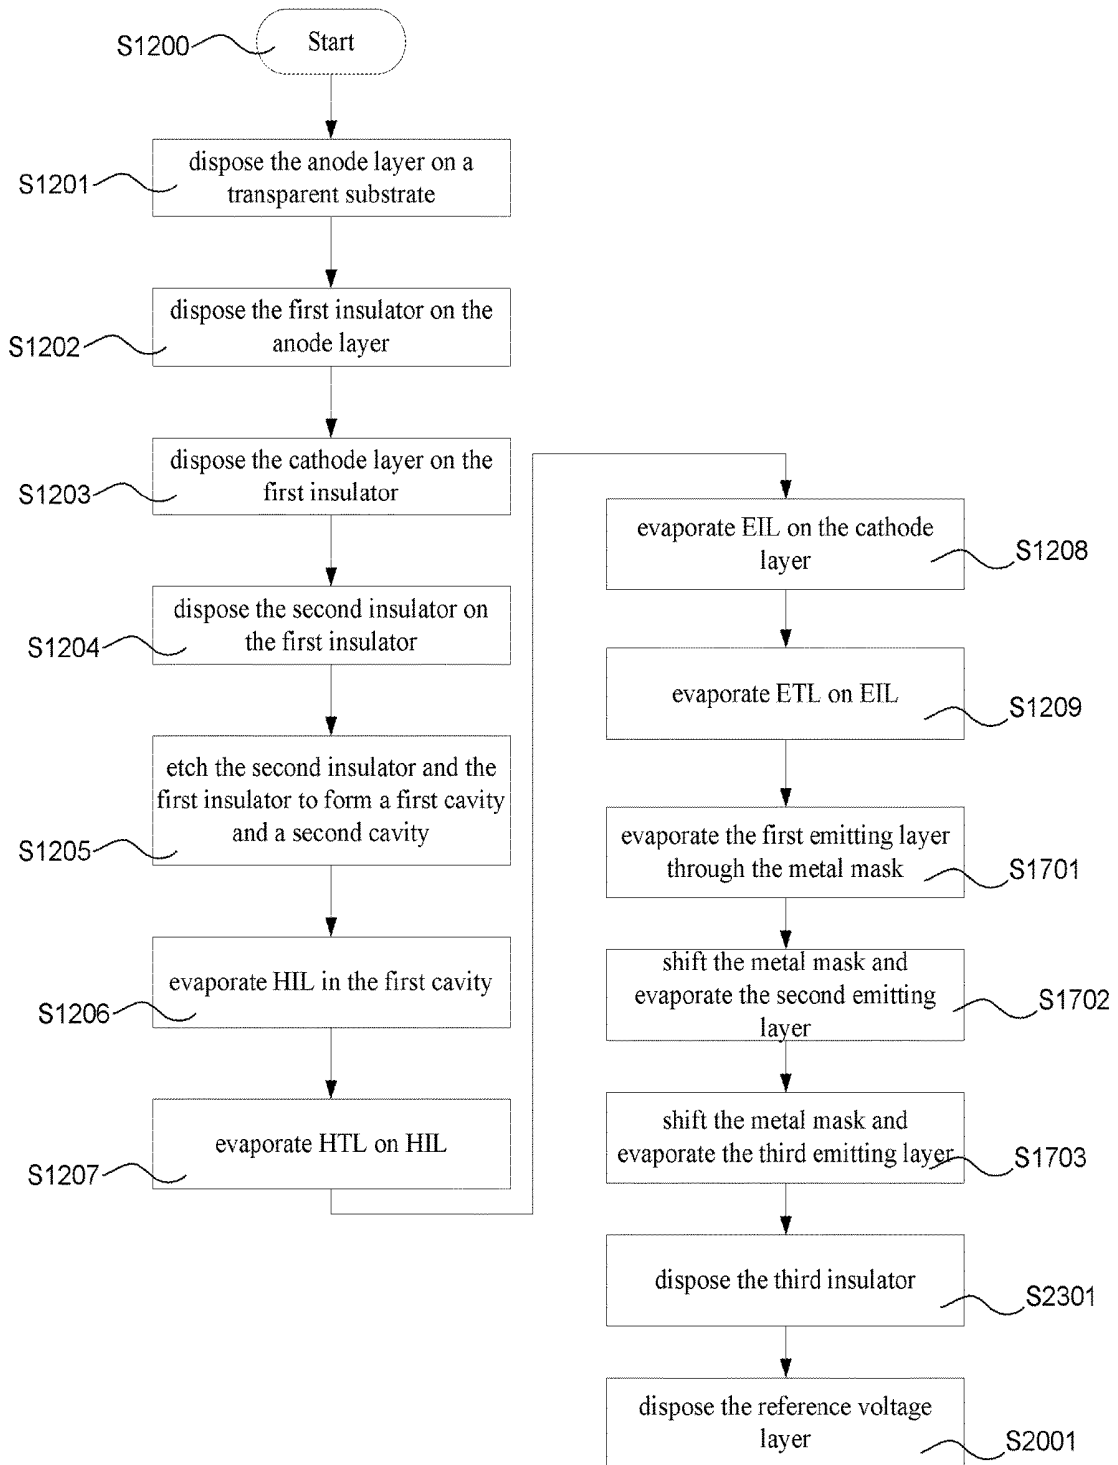 S1200
Start
S1201
dispose the anode layer on a
transparent substrate
S1202
dispose the first insulator on the
anode layer
S1203
dispose the cathode layer on the
first insulator
S1204
dispose the second insulator on
the first insulator
S1205
etch the second insulator and the
first insulator to form a first cavity
and a second cavity
S1206
evaporate HIL in the first cavity
S1207
evaporate HTL on HIL
evaporate EIL on the cathode
layer
S1208
evaporate ETL on EIL
S1209
evaporate the first emitting layer
through the metal mask
S1701
shift the metal mask and
evaporate the second emitting
layer
S1702
shift the metal mask and
evaporate the third emitting layer
S1703
dispose the third insulator
S2301
dispose the reference voltage
layer
S2001